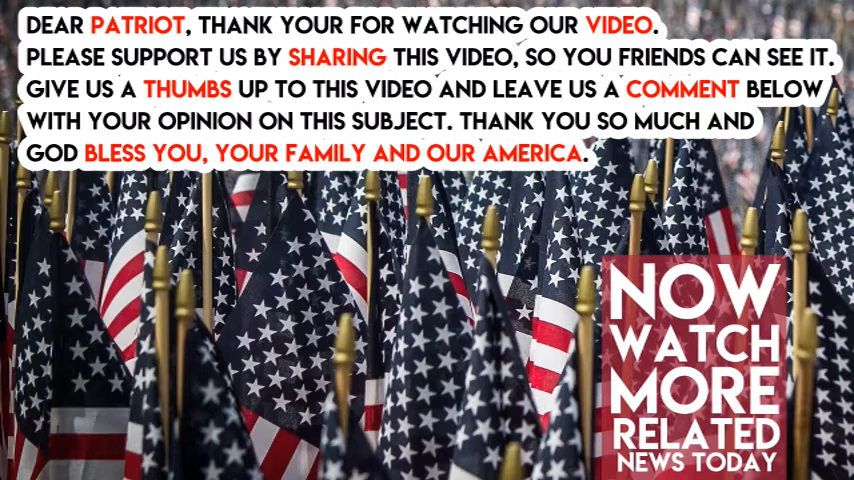 DEAR PATRIOT, THANK YOUR FOR WATCHING OUR VIDEO.
PLEASE SUPPORT US BY SHARING THIS VIDEO, SO YOU FRIENDS CAN SEE IT.
GIVE US A THUMBS UP TO THIS VIDEO AND LEAVE US A COMMENT BELOW
WITH YOUR OPINION ON THIS SUBJECT. THANK YOU SO MUCH AND
GOD BLESS YOU, YOUR FAMILY AND OUR AMERICA.
NOW
WATCH
MORE
RELATED
NEWS TODAY